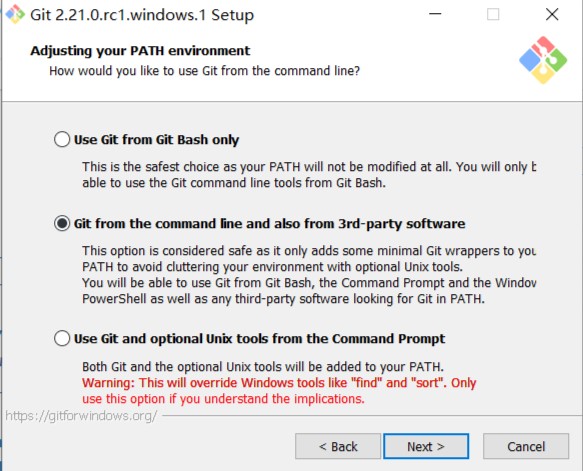 Git 2.21.0.rc1.windows.1 Setup
Adjusting your PATH environment
How would you like to use Git from the command line?
Use Git from Git Bash only
This is the safest choice as your PATH will not be modified at all. You will only
able to use the Git command line tools from Git Bash.
Git from the command line and also from 3rd-party software
This option is considered safe as it only adds some minimal Git wrappers to you
PATH to avoid cluttering your environment with optional Unix tools.
You will be able to use Git from Git Bash, the Command Prompt and the Window
PowerShell as well as any third-party software looking for Git in PATH.
Use Git and optional Unix tools from the Command Prompt
Both Git and the optional Unix tools will be added to your PATH.
Warning: This will override Windows tools like "find" and "sort". Only
use this option if you understand the implications.
https://gitforwindows.org/
< Back
Next >
Cancel